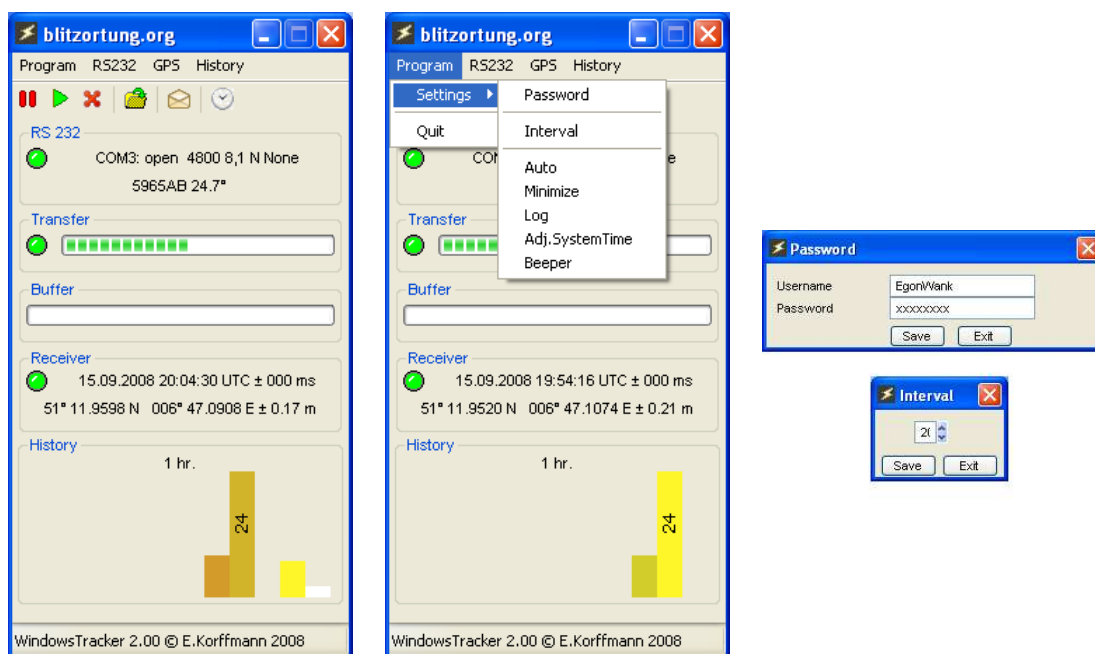 blitzortung.org
Program RS232 GPS History
RS 232
COM3: open 4800 8,1 N None
5965AB 24.7°
Transfer
Buffer
Receiver
15.09.2008 20:04:30 UTC ± 000 ms
51° 11.9598 N 006° 47.0908 E ± 0.17 m
History
1 hr.
24
WindowsTracker 2.00 © E.Korffmann 2008
blitzortung.org
Program RS232 GPS History
Settings
Quit
Password
Interval
Auto
Minimize
Log
Adj.SystemTime
Beeper
Transfer
Buffer
Receiver
15.09.2008 19:54:16 UTC ± 000 ms
51° 11.9520 N 006° 47.1074 E ± 0.21 m
History
1 hr.
24
WindowsTracker 2.00 © E.Korffmann 2008
Password
Username EgonWank
Password xxxxxxxx
Save Exit
Interval
Save Exit